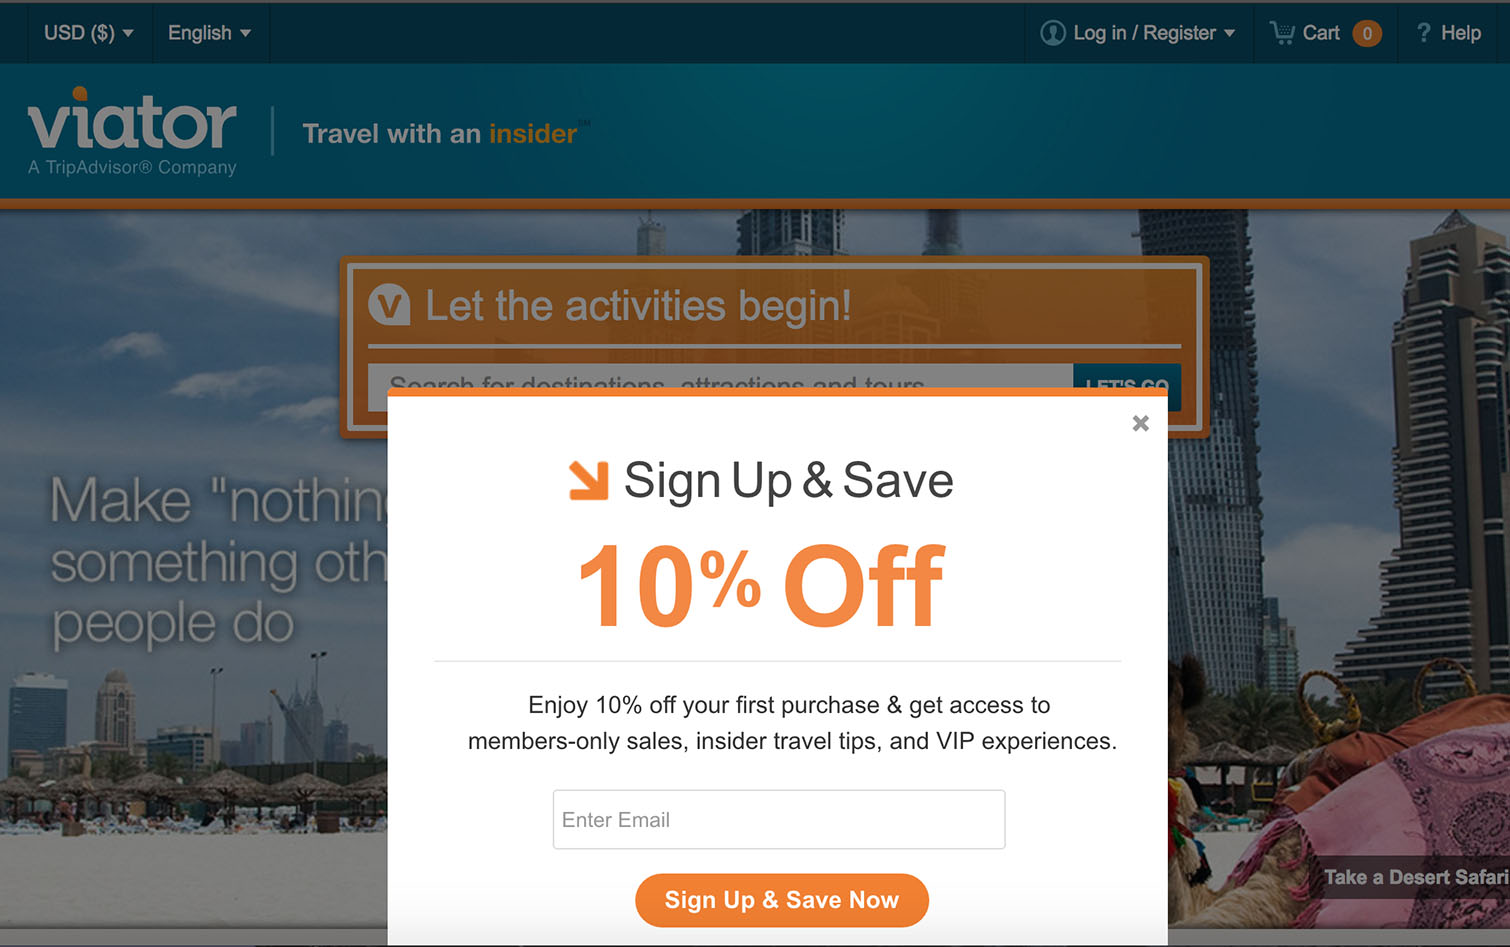 USD ($)
English
Log in / Register
Cart 0
? Help
viator
A TripAdvisor® Company
Travel with an insider℠
V Let the activities begin!
Search for destinations, attractions and tours
LET'S GO
Make "nothing
something oth
people do
Sign Up & Save
10% Off
Enjoy 10% off your first purchase & get access to
members-only sales, insider travel tips, and VIP experiences.
Enter Email
Sign Up & Save Now
Take a Desert Safari